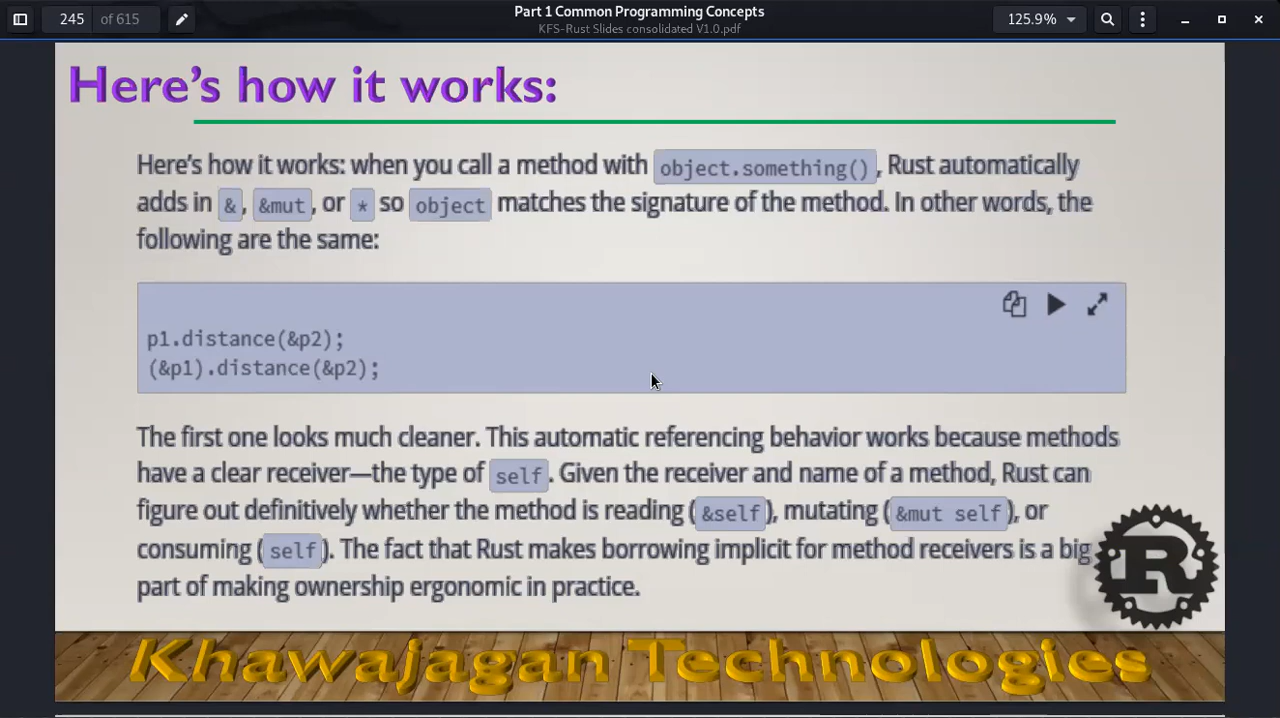 245 of 615
Part 1 Common Programming Concepts
KFS-Rust Slides consolidated V1.0.pdf
125.9%
Here's how it works:
Here's how it works: when you call a method with object.something(), Rust automatically
adds in &, &mut, or * so object matches the signature of the method. In other words, the
following are the same:
p1.distance(&p2);
(&p1).distance(&p2);
The first one looks much cleaner. This automatic referencing behavior works because methods
have a clear receiver—the type of self. Given the receiver and name of a method, Rust can
figure out definitively whether the method is reading (&self), mutating (&mut self), or
consuming (self). The fact that Rust makes borrowing implicit for method receivers is a big
part of making ownership ergonomic in practice.
R
Khawajagan Technologies